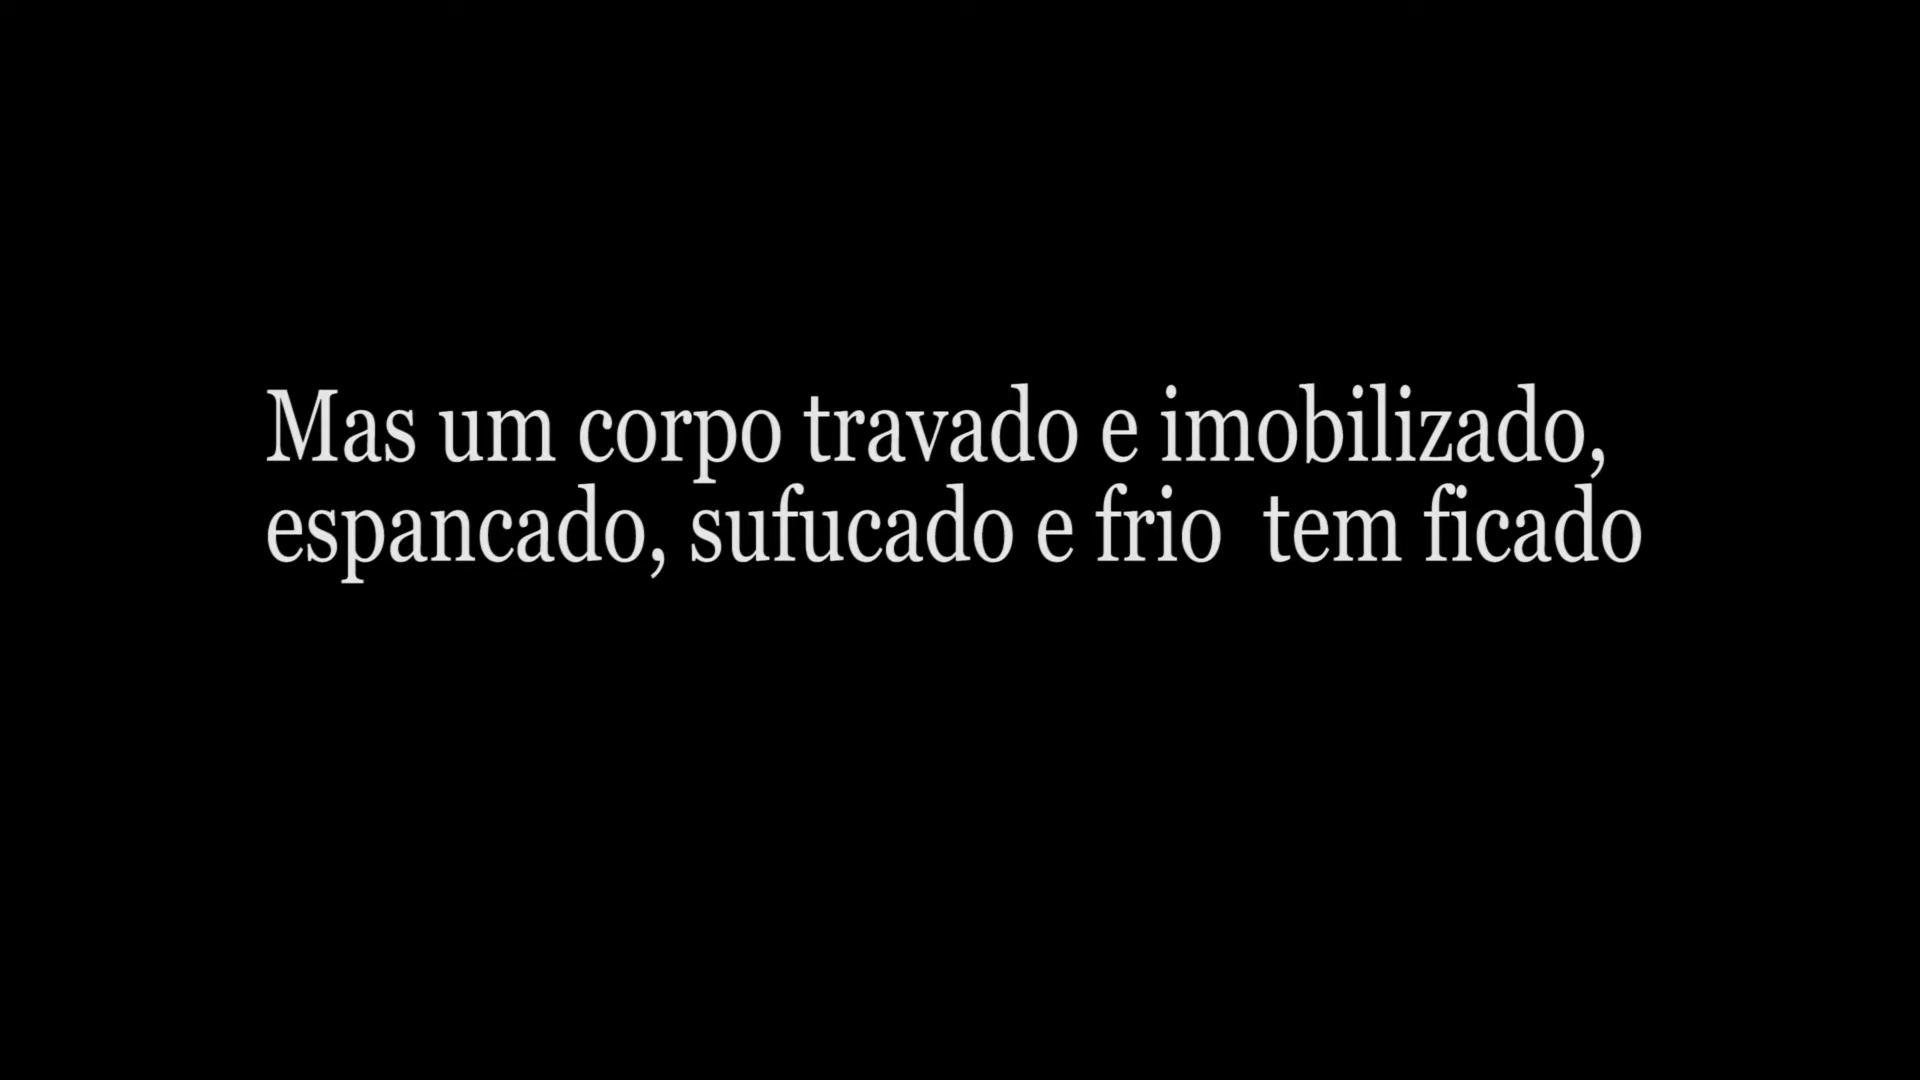 Mas um corpo travado e imobilizado,
espancado, sufucado e frio  tem ficado